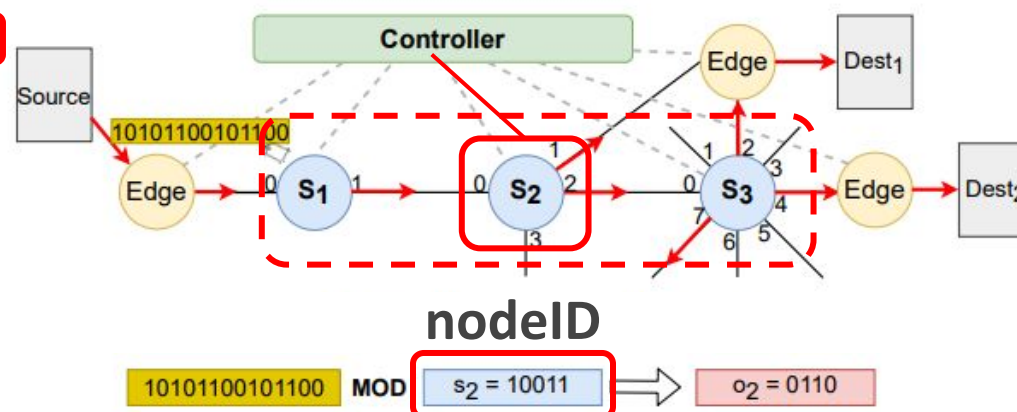 Controller
Source
Edge
Dest1
10101100101100
Edge
0
S1
1
0
S2
1
2
3
0
S3
1
2
3
4
5
6
7
Edge
Dest2
nodeID
10101100101100 MOD s2 = 10011 o2 = 0110